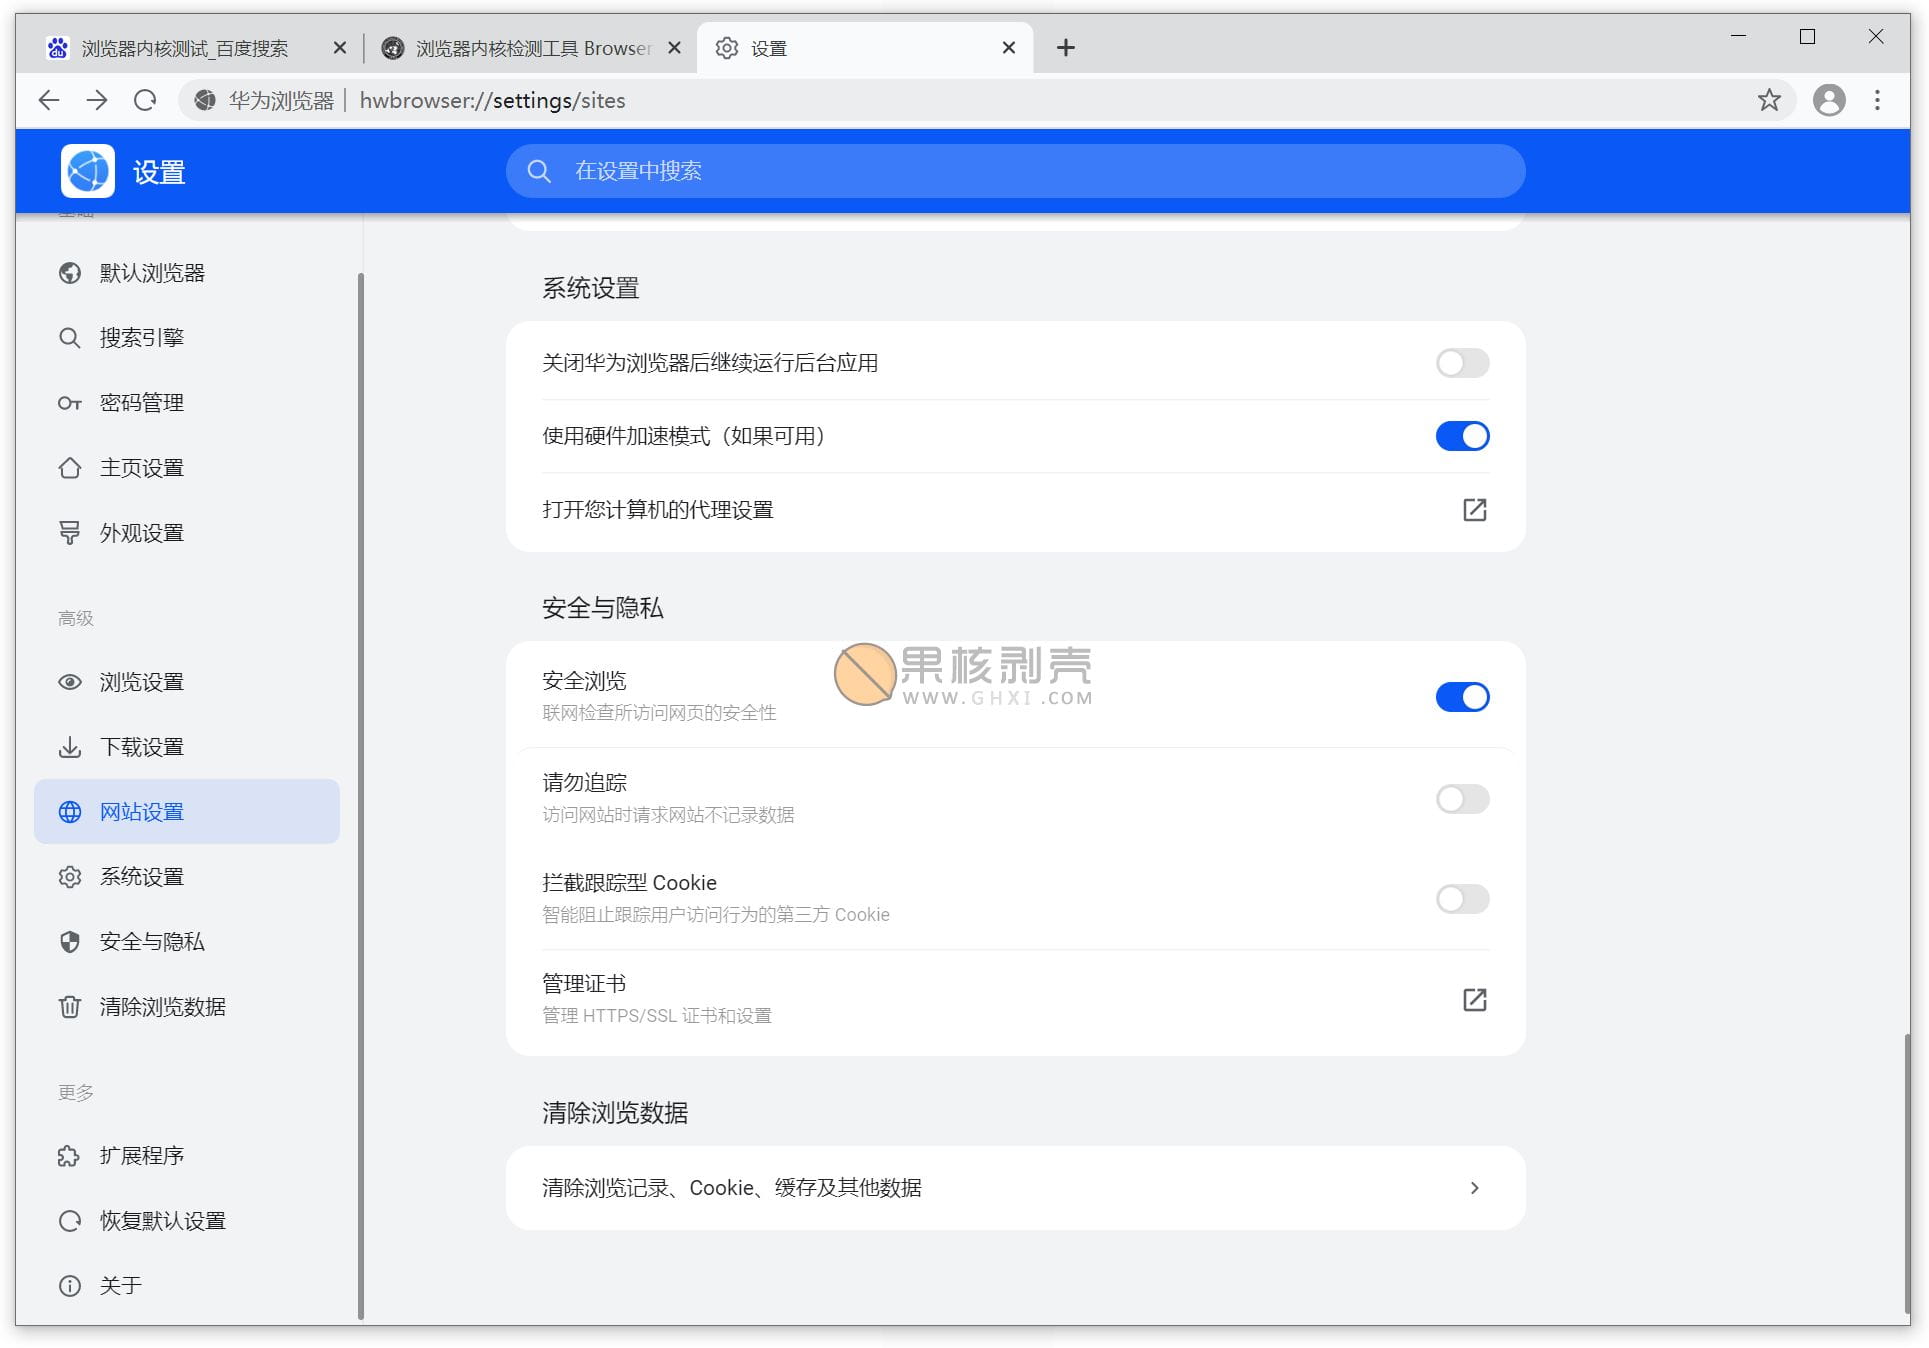 浏览器内核测试_百度搜索
浏览器内核检测工具 Browser
设置
华为浏览器
hwbrowser://settings/sites
设置
在设置中搜索
默认浏览器
搜索引擎
密码管理
主页设置
外观设置
高级
浏览设置
下载设置
网站设置
系统设置
安全与隐私
清除浏览数据
更多
扩展程序
恢复默认设置
关于
系统设置
关闭华为浏览器后继续运行后台应用
使用硬件加速模式（如果可用）
打开您计算机的代理设置
安全与隐私
安全浏览
联网检查所访问网页的安全性
请勿追踪
访问网站时请求网站不记录数据
拦截跟踪型 Cookie
智能阻止跟踪用户访问行为的第三方 Cookie
管理证书
管理 HTTPS/SSL 证书和设置
清除浏览数据
清除浏览记录、Cookie、缓存及其他数据
果核剥壳
WWW.GHXI.COM